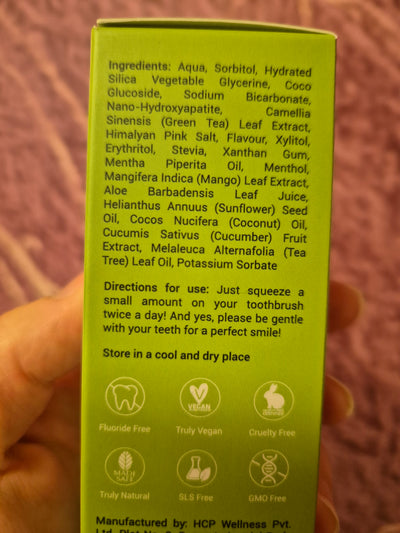 Ingredients: Aqua, Sorbitol, Hydrated
Silica Vegetable Glycerine, Coco
Glucoside, Sodium Bicarbonate,
Nano-Hydroxyapatite, Camellia
Sinensis (Green Tea) Leaf Extract,
Himalyan Pink Salt, Flavour, Xylitol,
Erythritol, Stevia, Xanthan Gum,
Mentha Piperita Oil, Menthol,
Mangifera Indica (Mango) Leaf Extract,
Aloe Barbadensis Leaf Juice,
Helianthus Annuus (Sunflower) Seed
Oil, Cocos Nucifera (Coconut) Oil,
Cucumis Sativus (Cucumber) Fruit
Extract, Melaleuca Alternafolia (Tea
Tree) Leaf Oil, Potassium Sorbate
Directions for use: Just squeeze a
small amount on your toothbrush
twice a day! And yes, please be gentle
with your teeth for a perfect smile!
Store in a cool and dry place
VEGAN
Fluoride Free Truly Vegan Cruelty Free
MADE
SAFE
Truly Natural SLS Free GMO Free
Manufactured by: HCP Wellness Pvt.
Ltd. Plot No.